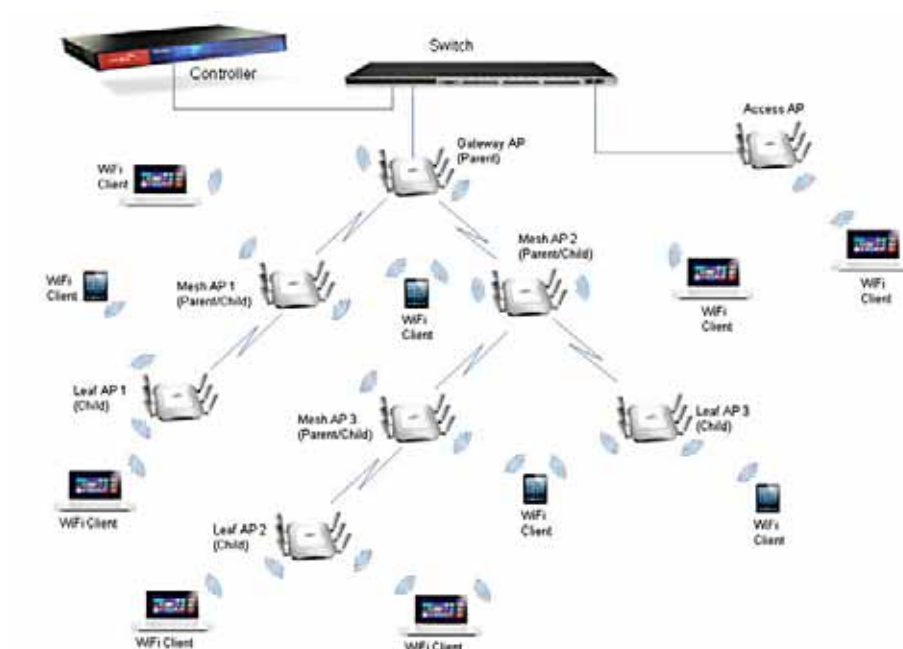 Switch
Controller
Access AP
Gateway AP
(Parent)
WiFi
Client
Mesh AP 2
(Parent/Child)
WiFi
Client
WiFi
Client
Mesh AP 1
(Parent/Child)
WiFi
Client
WiFi
Client
Leaf AP 1
(Child)
Mesh AP 3
(Parent/Child)
Leaf AP 3
(Child)
WiFi Client
WiFi
Client
WiFi
Client
Leaf AP 2
(Child)
WiFi Client
WiFi Client